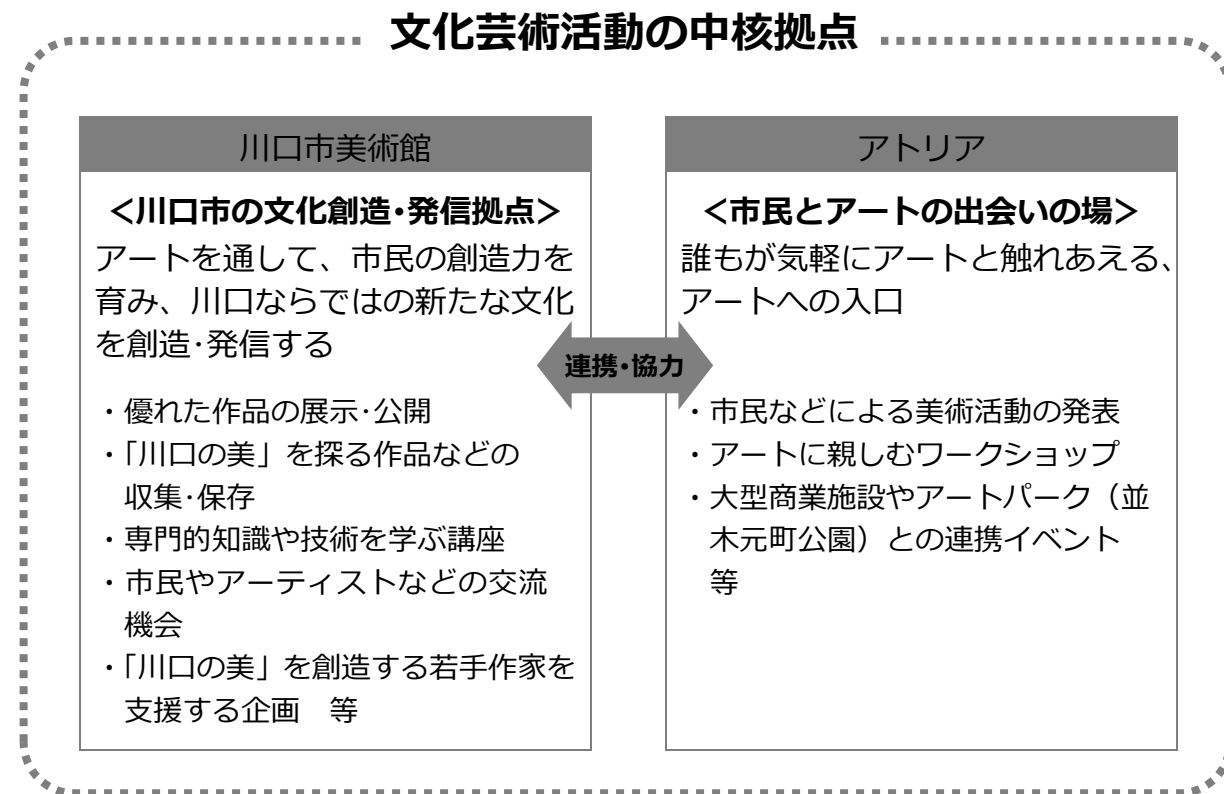 文化芸術活動の中核拠点
川口市美術館
<川口市の文化創造・発信拠点>
アートを通して、市民の創造力を
育み、川口ならではの新たな文化
を創造・発信する
・優れた作品の展示・公開
・「川口の美」を探る作品などの
収集・保存
・専門的知識や技術を学ぶ講座
・市民やアーティストなどの交流
機会
・「川口の美」を創造する若手作家を
支援する企画　等
連携・協力
アトリア
<市民とアートの出会いの場>
誰もが気軽にアートと触れあえる、
アートへの入口
・市民などによる美術活動の発表
・アートに親しむワークショップ
・大型商業施設やアートパーク（並
木元町公園）との連携イベント
等